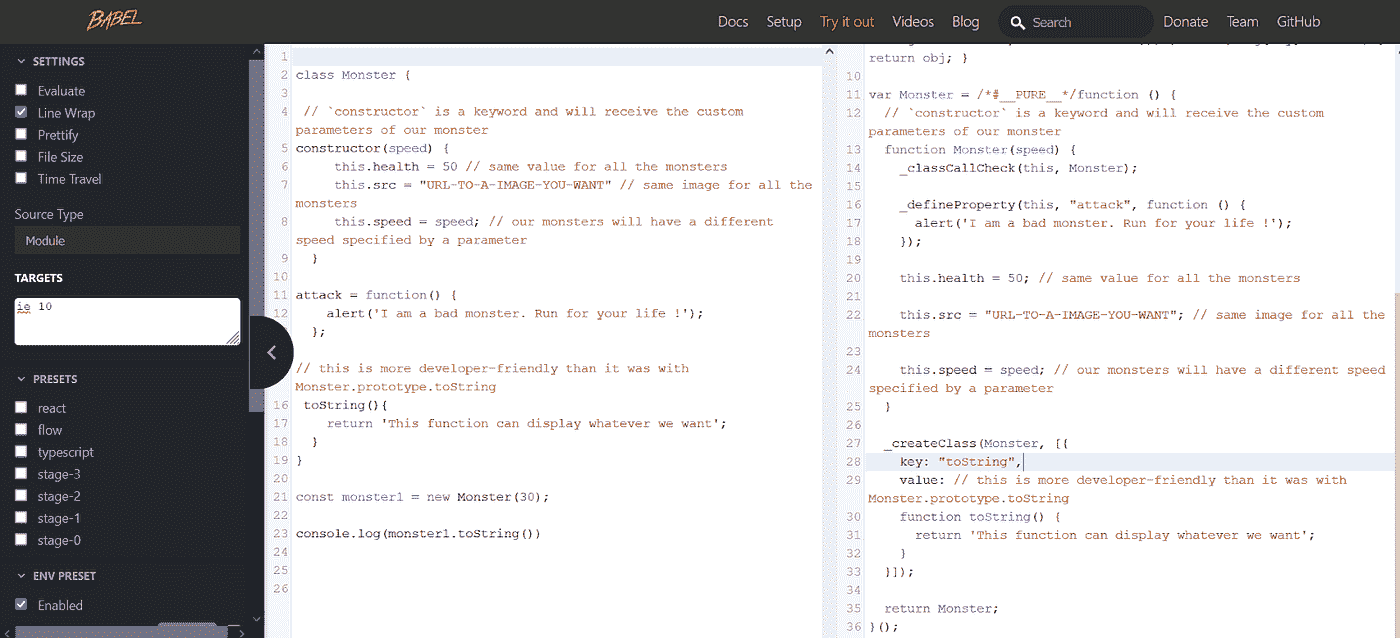 BABEL
Docs Setup Try it out Videos Blog Search Donate Team GitHub
SETTINGS
Evaluate
Line Wrap
Prettify
File Size
Time Travel
Source Type
Module
TARGETS
ie 10
PRESETS
react
flow
typescript
stage-3
stage-2
stage-1
stage-0
ENV PRESET
Enabled
1
2 class Monster {
3
4 // `constructor` is a keyword and will receive the custom
parameters of our monster
5 constructor(speed) {
6 this.health = 50 // same value for all the monsters
7 this.src = "URL-TO-A-IMAGE-YOU-WANT" // same image for all the
monsters
8 this.speed = speed; // our monsters will have a different
speed specified by a parameter
9 }
10
11 attack = function() {
12 alert('I am a bad monster. Run for your life !');
};
// this is more developer-friendly than it was with
Monster.prototype.toString
16 toString(){
17 return 'This function can display whatever we want';
18 }
19 }
20
21 const monster1 = new Monster(30);
22
23 console.log(monster1.toString())
24
25
26
return obj; }
10
11 var Monster = /*#__PURE__*/function () {
12 // `constructor` is a keyword and will receive the custom
parameters of our monster
13 function Monster(speed) {
14 _classCallCheck(this, Monster);
15
16 _defineProperty(this, "attack", function () {
17 alert('I am a bad monster. Run for your life !');
18 });
19
20 this.health = 50; // same value for all the monsters
21
22 this.src = "URL-TO-A-IMAGE-YOU-WANT"; // same image for all the
monsters
23
24 this.speed = speed; // our monsters will have a different speed
specified by a parameter
25 }
26
27 _createClass(Monster, [{
28 key: "toString",
29 value: // this is more developer-friendly than it was with
Monster.prototype.toString
30 function toString() {
31 return 'This function can display whatever we want';
32 }
33 }]);
34
35 return Monster;
36 }();